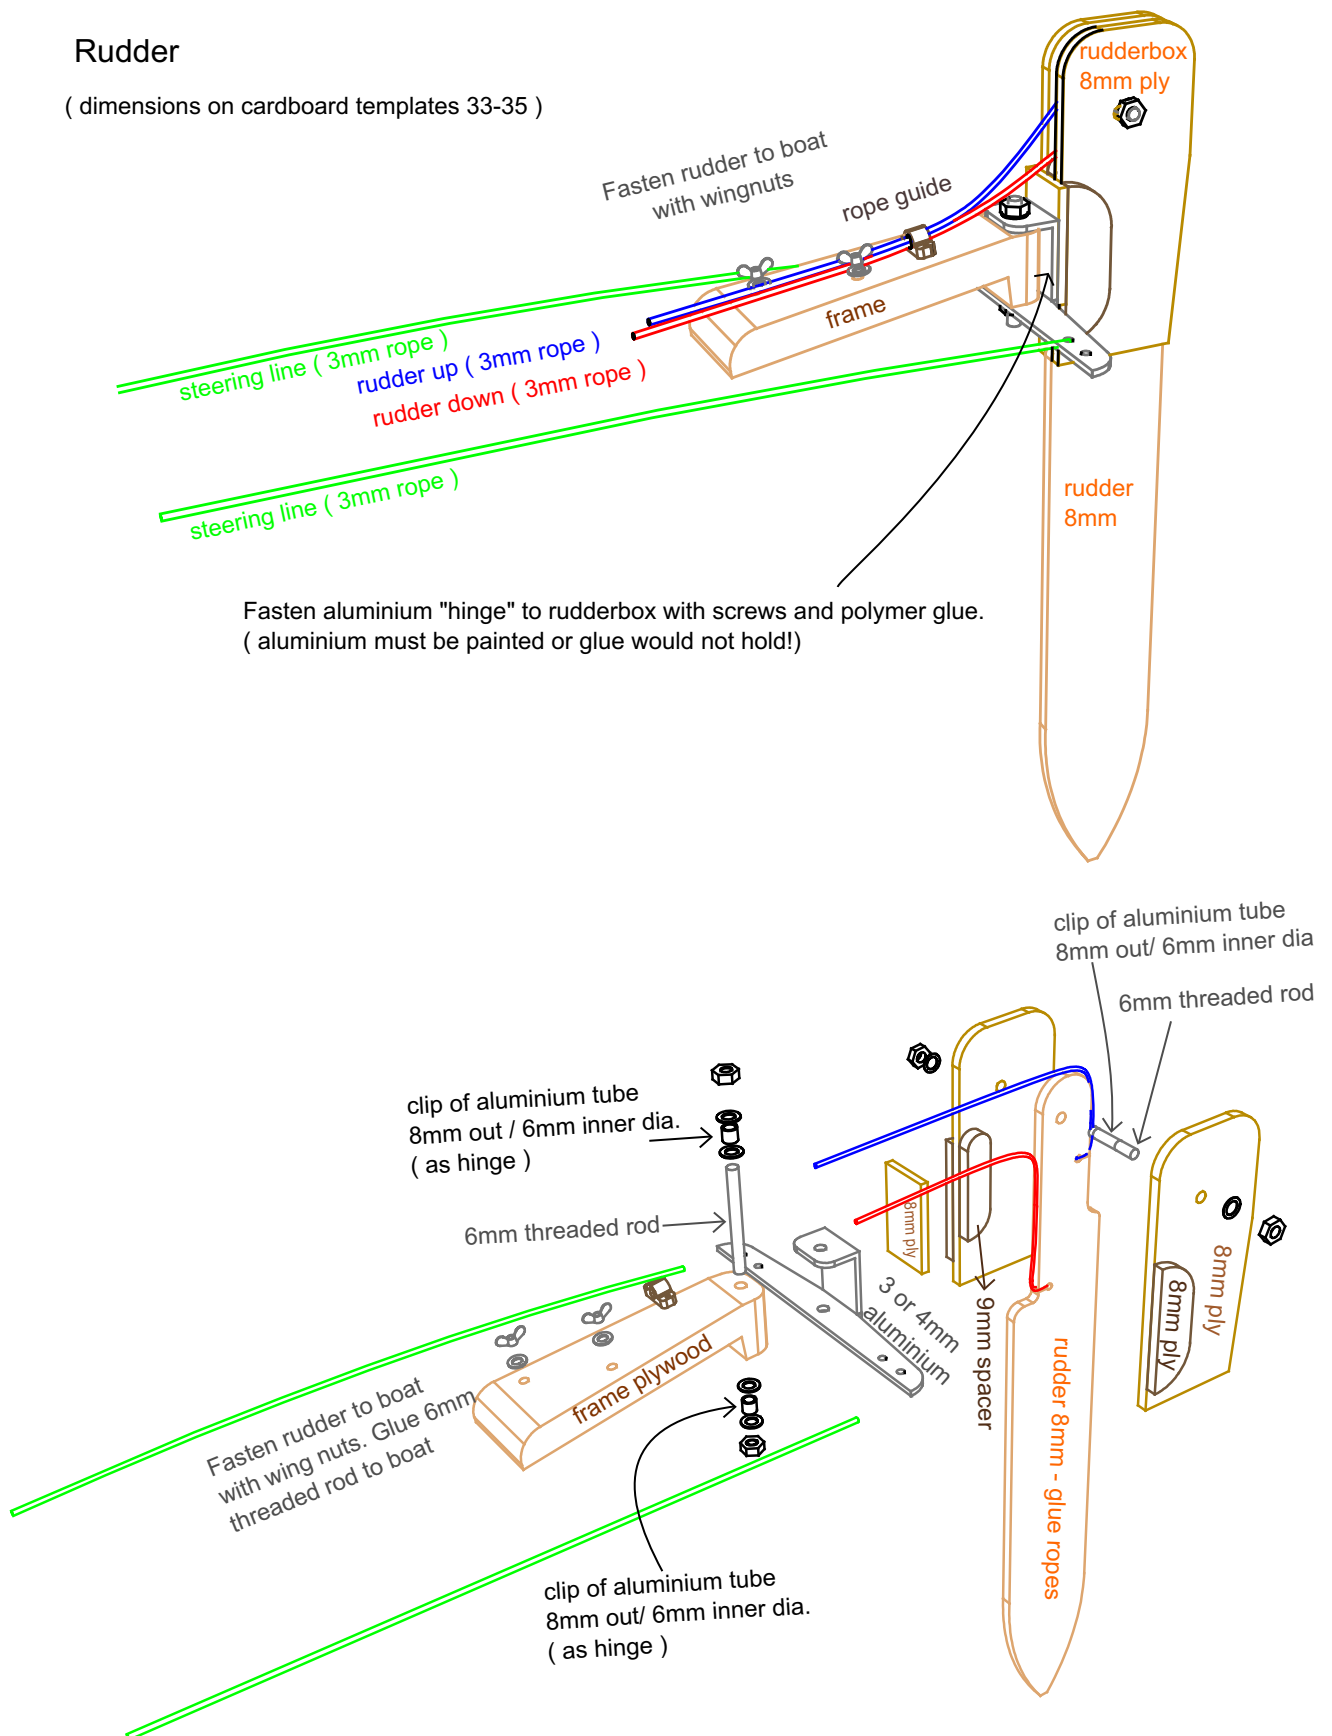 Rudder
( dimensions on cardboard templates 33-35 )
rudderbox
8mm ply
Fasten rudder to boat
with wingnuts
rope guide
frame
steering line ( 3mm rope )
rudder up ( 3mm rope )
rudder down ( 3mm rope )
steering line ( 3mm rope )
rudder
8mm
Fasten aluminium "hinge" to rudderbox with screws and polymer glue.
( aluminium must be painted or glue would not hold!)
clip of aluminium tube
8mm out/ 6mm inner dia
6mm threaded rod
clip of aluminium tube
8mm out / 6mm inner dia.
( as hinge )
6mm threaded rod
8mm ply
3 or 4mm
aluminium
9mm spacer
8mm ply
8mm ply
rudder 8mm - glue ropes
frame plywood
Fasten rudder to boat
with wing nuts. Glue 6mm
threaded rod to boat
clip of aluminium tube
8mm out/ 6mm inner dia.
( as hinge )